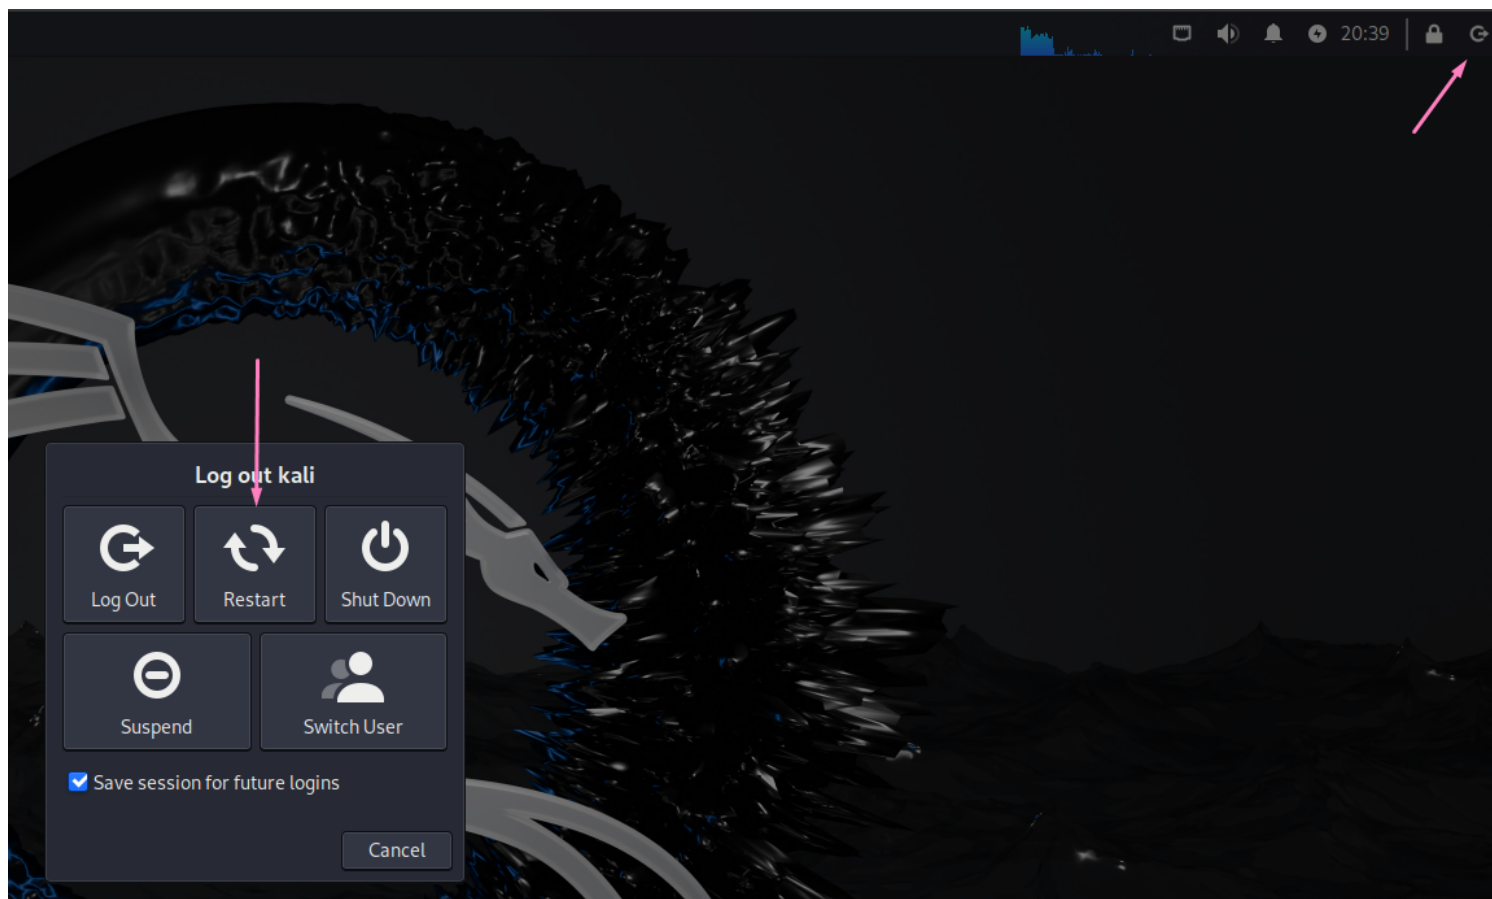 20:39
Log out kali
Log Out
Restart
Shut Down
Suspend
Switch User
Save session for future logins
Cancel